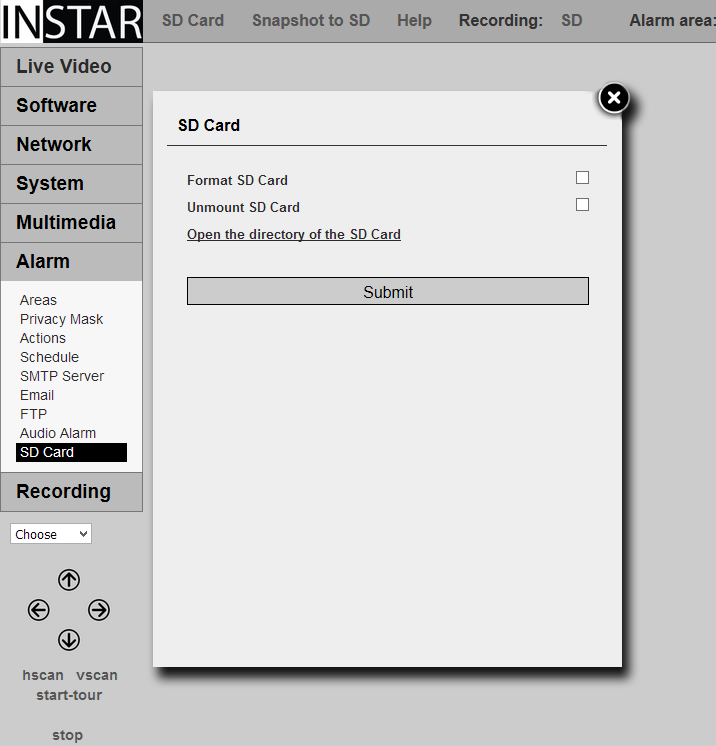 INSTAR
SD Card Snapshot to SD Help Recording: SD Alarm area:
Live Video
Software
Network
System
Multimedia
Alarm
Areas
Privacy Mask
Actions
Schedule
SMTP Server
Email
FTP
Audio Alarm
SD Card
Recording
Choose
hscan vscan
start-tour
stop
SD Card
Format SD Card
Unmount SD Card
Open the directory of the SD Card
Submit